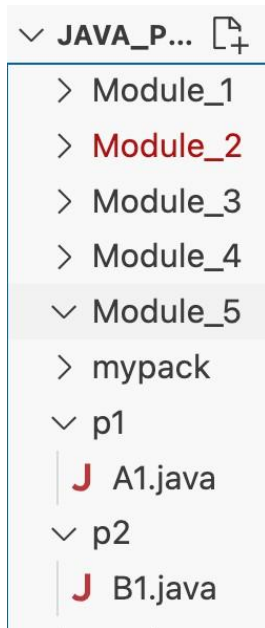 JAVA_P...
Module_1
Module_2
Module_3
Module_4
Module_5
mypack
p1
J A1.java
p2
J B1.java